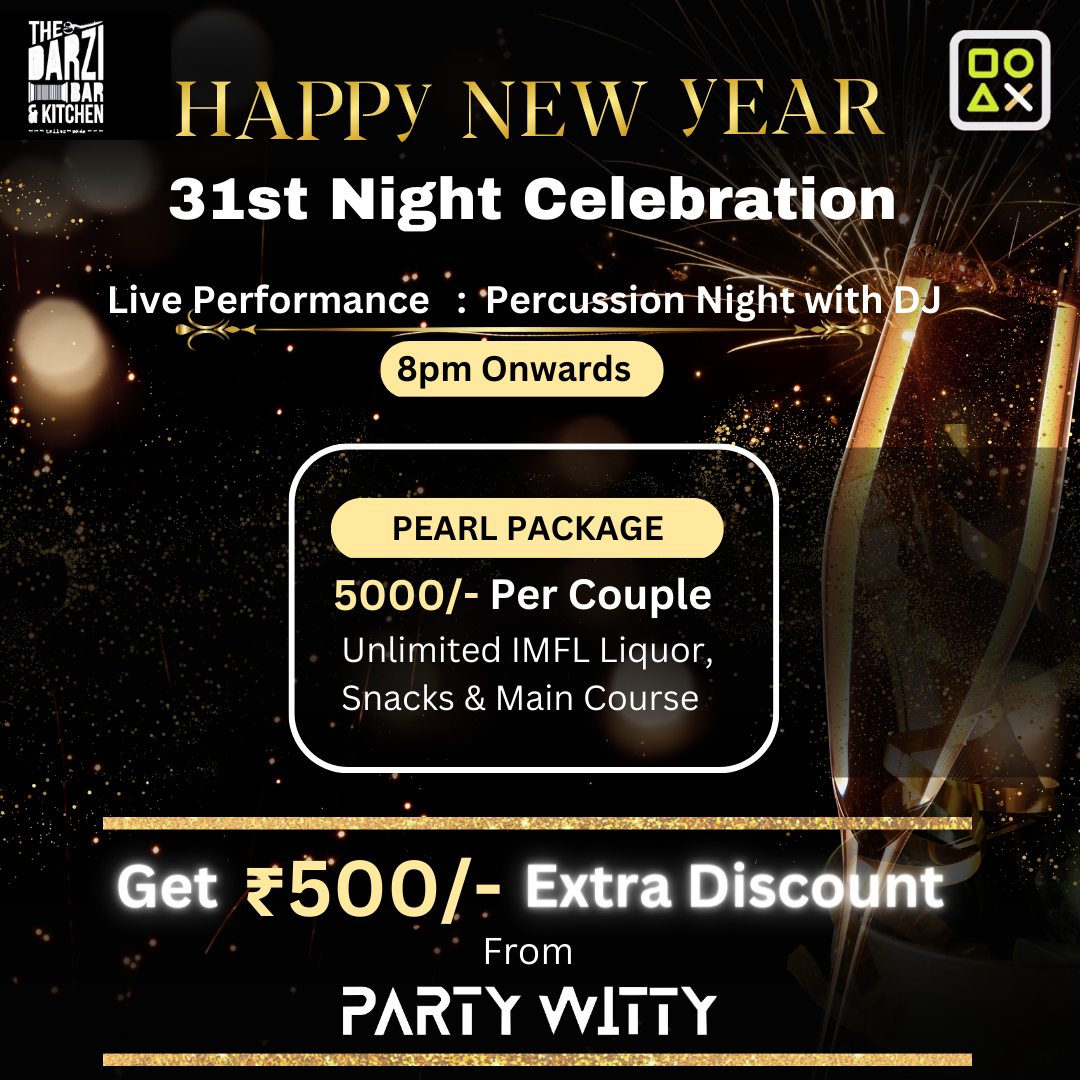 THE
DARZI
BAR
& KITCHEN
HAPPY NEW YEAR
31st Night Celebration
Live Performance : Percussion Night with DJ
8pm Onwards
PEARL PACKAGE
5000/- Per Couple
Unlimited IMFL Liquor,
Snacks & Main Course
Get ₹500/- Extra Discount
From
PARTY WITTY